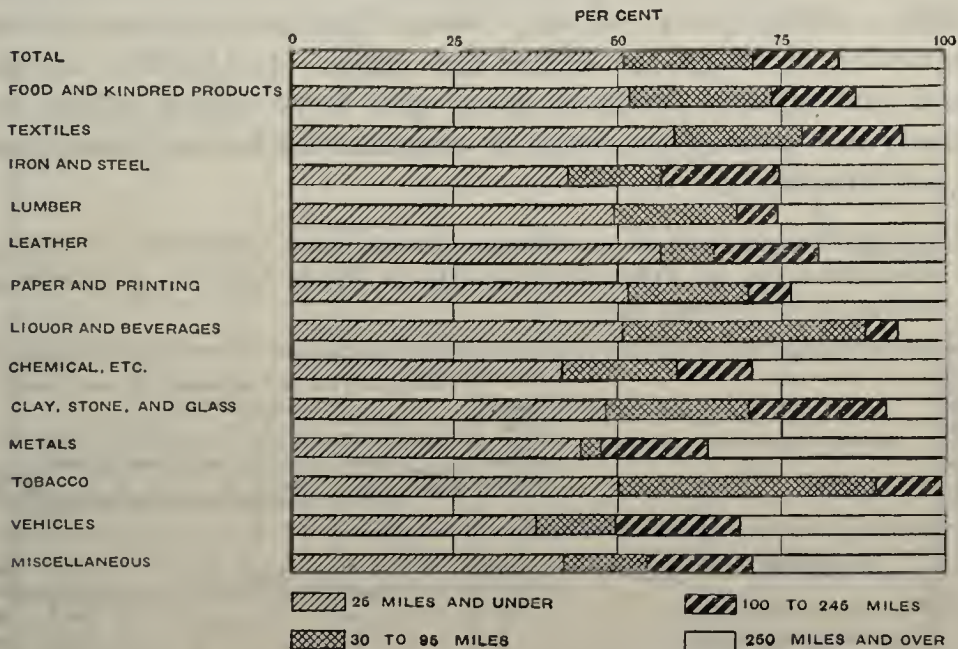 PER CENT
0 25 50 75 100
TOTAL
FOOD AND KINDRED PRODUCTS
TEXTILES
IRON AND STEEL
LUMBER
LEATHER
PAPER AND PRINTING
LIQUOR AND BEVERAGES
CHEMICAL, ETC.
CLAY, STONE, AND GLASS
METALS
TOBACCO
VEHICLES
MISCELLANEOUS
25 MILES AND UNDER
100 TO 245 MILES
30 TO 95 MILES
250 MILES AND OVER